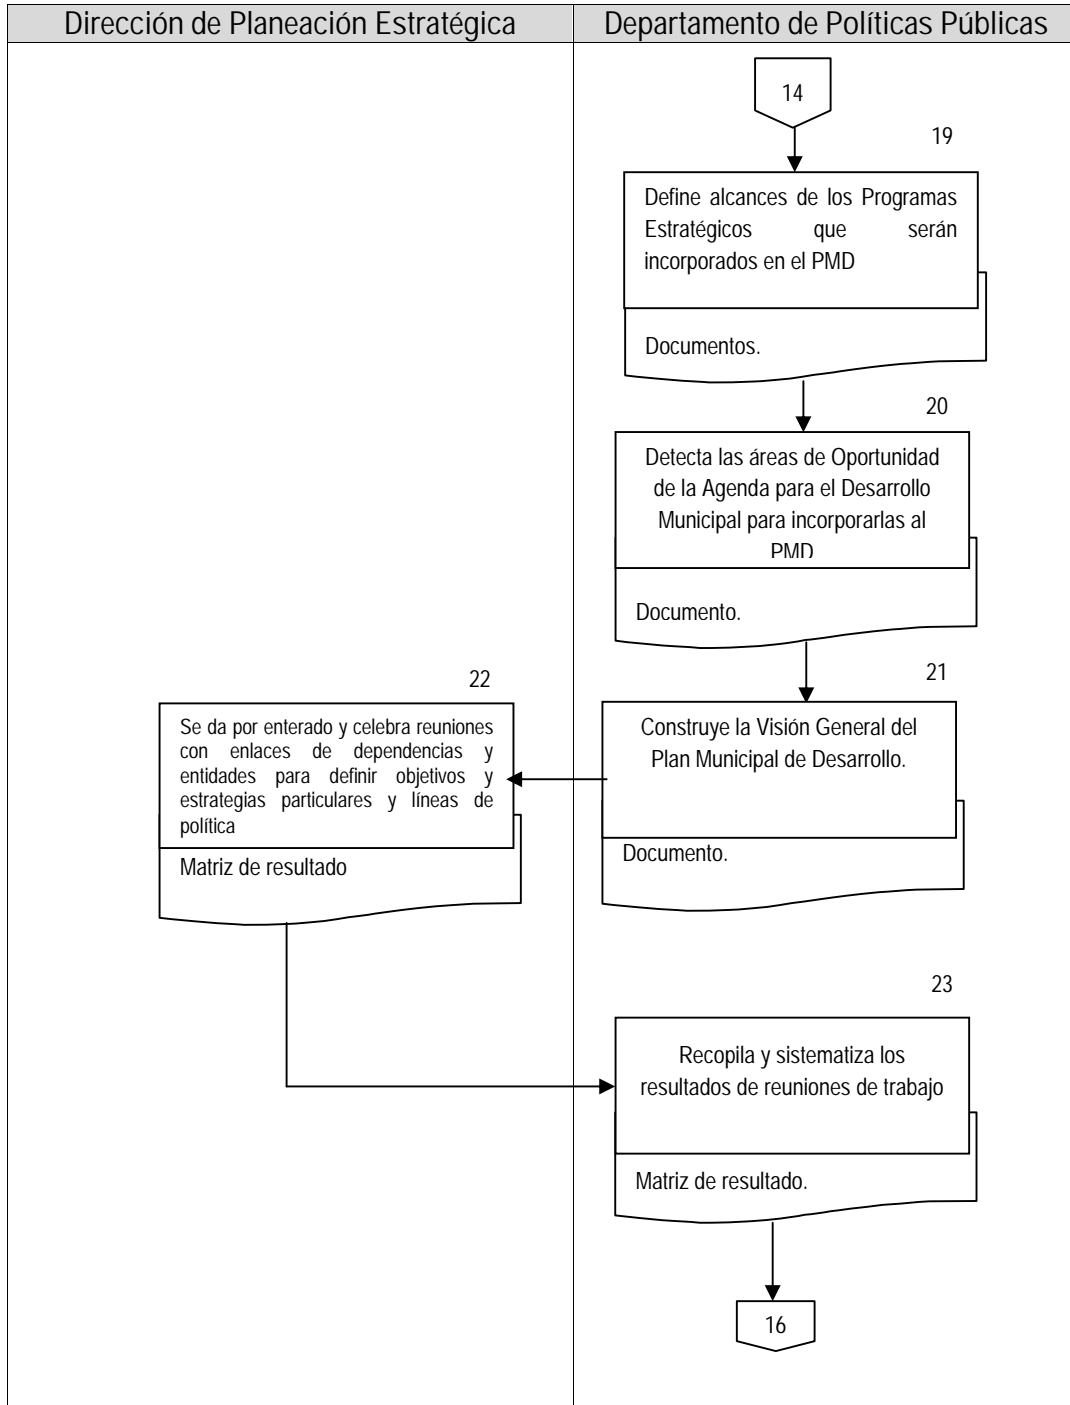 Dirección de Planeación Estratégica
Departamento de Políticas Públicas
14
19
Define alcances de los Programas
Estratégicos que serán
incorporados en el PMD
Documentos.
20
Detecta las áreas de Oportunidad
de la Agenda para el Desarrollo
Municipal para incorporarlas al
PMD
Documento.
21
Construye la Visión General del
Plan Municipal de Desarrollo.
Documento.
22
Se da por enterado y celebra reuniones
con enlaces de dependencias y
entidades para definir objetivos y
estrategias particulares y líneas de
política
Matriz de resultado
23
Recopila y sistematiza los
resultados de reuniones de trabajo
Matriz de resultado.
16